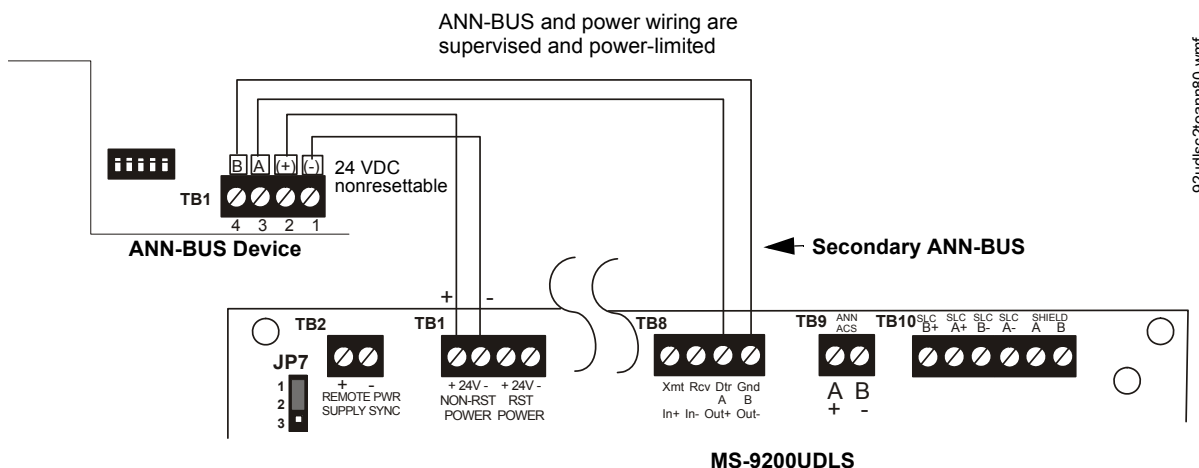 ANN-BUS and power wiring are
supervised and power-limited
92udlsc2toann80.wmf
B A (+) (-)
24 VDC
nonresettable
TB1
4 3 2 1
ANN-BUS Device
Secondary ANN-BUS
+ -
TB2
TB1
TB8
TB9
ANN
ACS
TB10
SLC SLC SLC SLC SHIELD
B+ A+ B- A- A B
JP7
1
2
3
+ -
REMOTE PWR
SUPPLY SYNC
+ 24V - + 24V -
NON-RST RST
POWER POWER
Xmt Rcv Dtr Gnd
A B
In+ In- Out+ Out-
A B
+ -
MS-9200UDLS